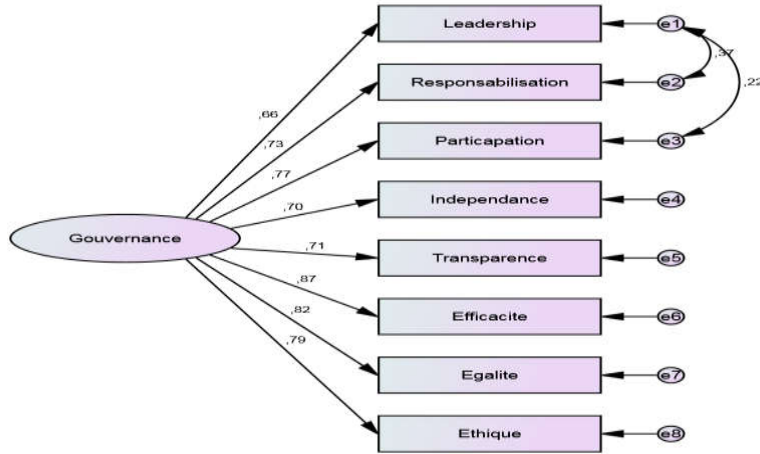 Leadership
e1
,37
,66
Responsabilisation
e2
,22
,73
Particapation
e3
,77
Independance
e4
,70
Gouvernance
,71
Transparence
e5
,87
Efficacite
e6
,82
Egalite
e7
,79
Ethique
e8